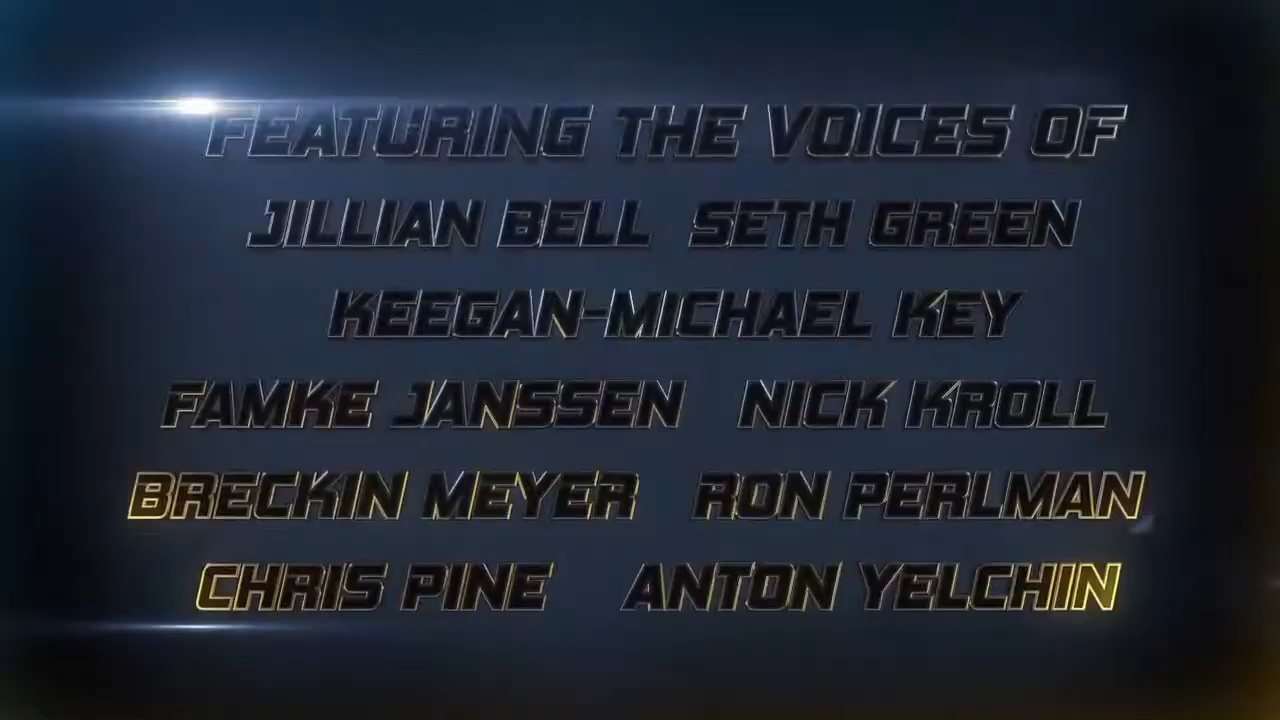 FEATURING THE VOICES OF
JILLIAN BELL SETH GREEN
KEEGAN-MICHAEL KEY
FAMKE JANSSEN NICK KROLL
BRECKIN MEYER RON PERLMAN
CHRIS PINE ANTON YELCHIN